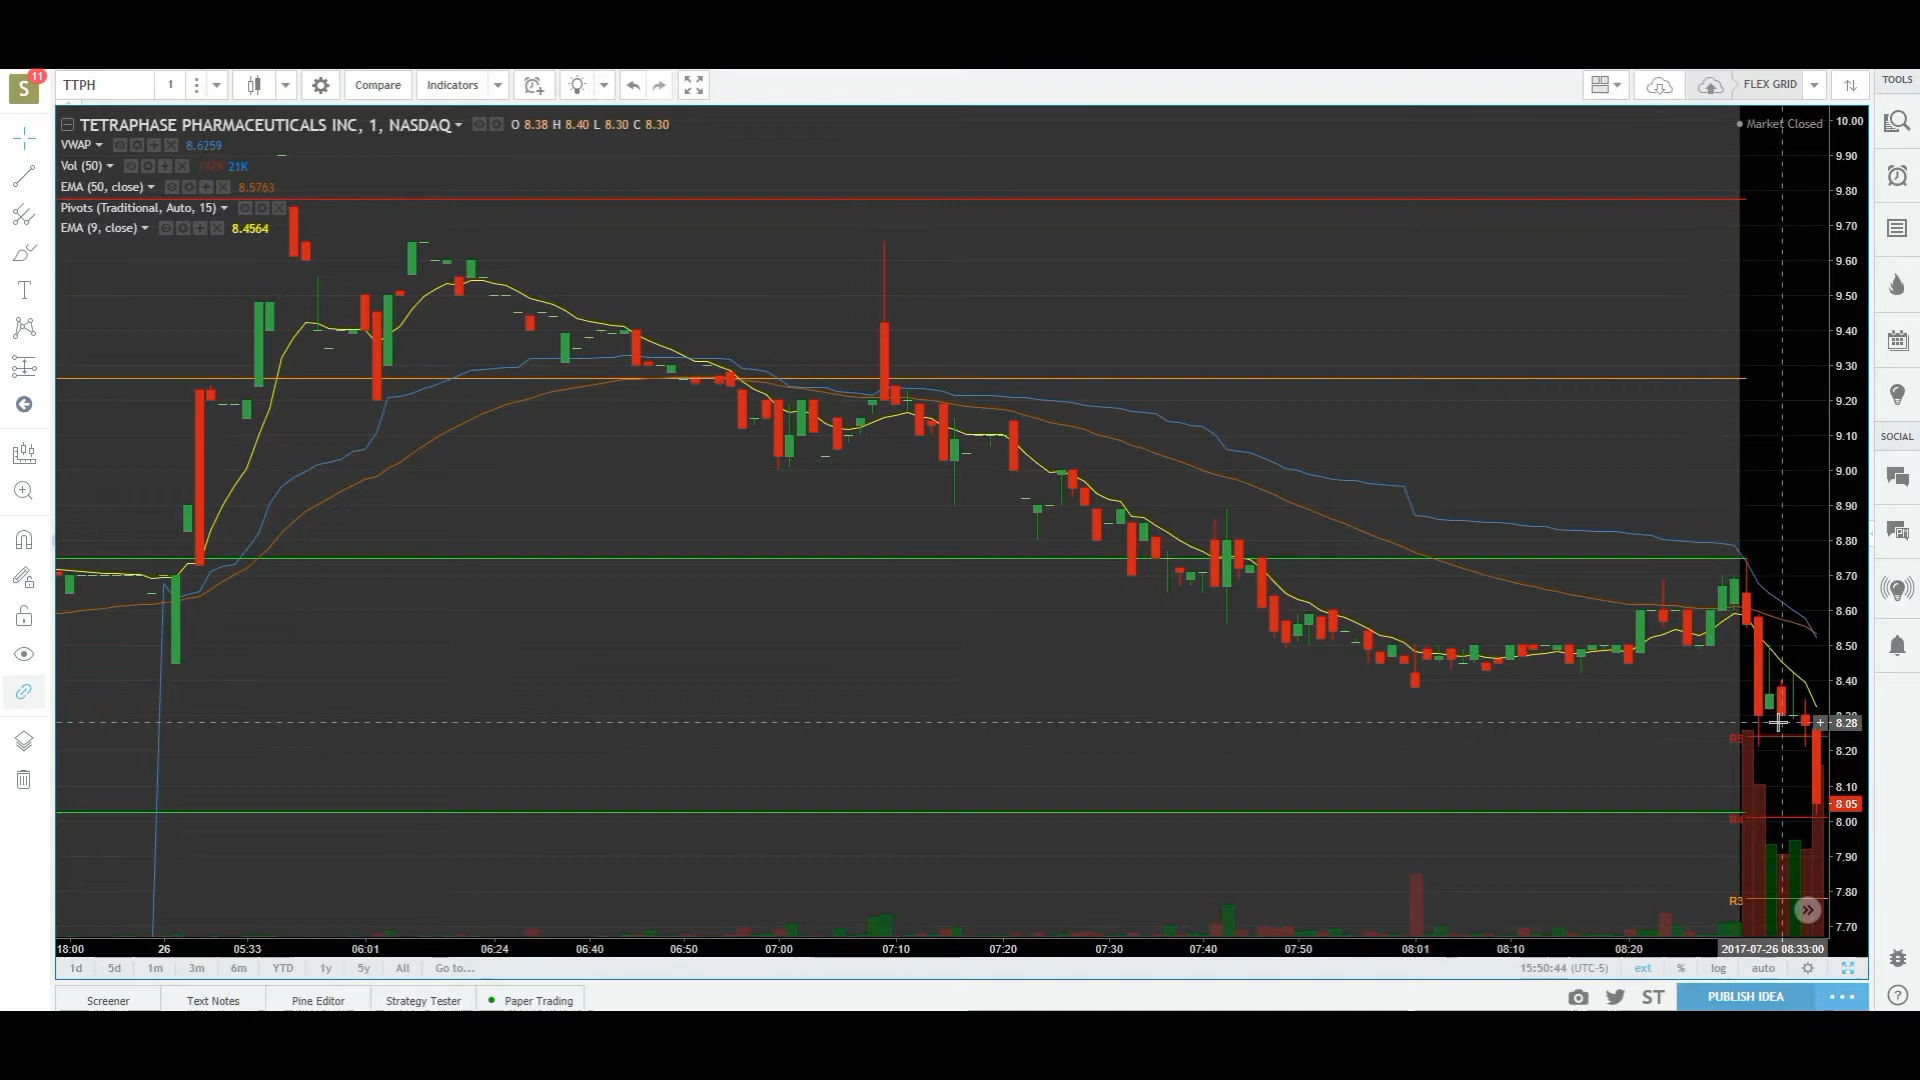 S 11
TTPH 1 Compare Indicators FLEX GRID TOOLS
TETRAPHASE PHARMACEUTICALS INC, 1, NASDAQ O 8.38 H 8.40 L 8.30 C 8.30
Market Closed
VWAP 8.6259
Vol (50) 21K
EMA (50, close) 8.5763
Pivots (Traditional, Auto, 15)
EMA (9, close) 8.4564
10.00
9.90
9.80
9.70
9.60
9.50
9.40
9.30
9.20
9.10
9.00
8.90
8.80
8.70
8.60
8.50
8.40
8.28
R5
8.20
8.10
8.05
R4
8.00
7.90
7.80
R3
7.70
SOCIAL
18:00 26 05:33 06:01 06:24 06:40 06:50 07:00 07:10 07:20 07:30 07:40 07:50 08:01 08:10 08:20 2017-07-26 08:33:00
1d 5d 1m 3m 6m YTD 1y 5y All Go to... 15:50:44 (UTC-5) ext % log auto
Screener Text Notes Pine Editor Strategy Tester Paper Trading ST PUBLISH IDEA